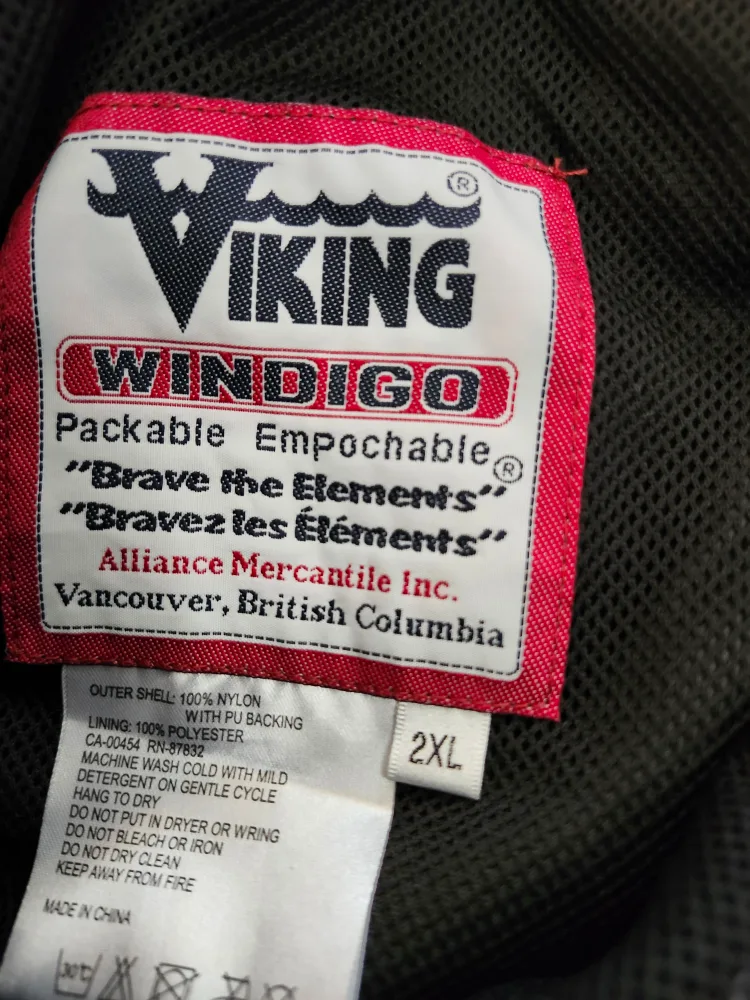 VIKING ®
WINDIGO
Packable Empochable
"Brave the Elements" ®
"Bravez les Éléments"
Alliance Mercantile Inc.
Vancouver, British Columbia
OUTER SHELL: 100% NYLON
WITH PU BACKING
LINING: 100% POLYESTER
CA-00454 RN-87832
MACHINE WASH COLD WITH MILD
DETERGENT ON GENTLE CYCLE
HANG TO DRY
DO NOT PUT IN DRYER OR WRING
DO NOT BLEACH OR IRON
DO NOT DRY CLEAN
KEEP AWAY FROM FIRE
MADE IN CHINA
30℃
2XL